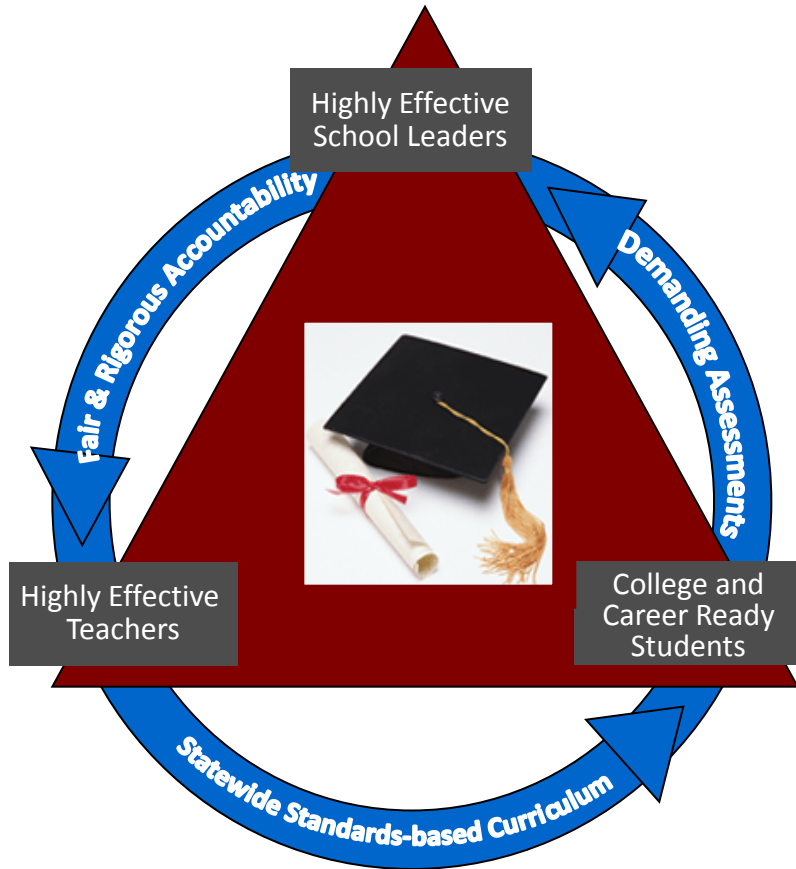 Highly Effective
School Leaders
Fair & Rigorous Accountability
Demanding Assessments
Highly Effective
Teachers
College and
Career Ready
Students
Statewide Standards-based Curriculum